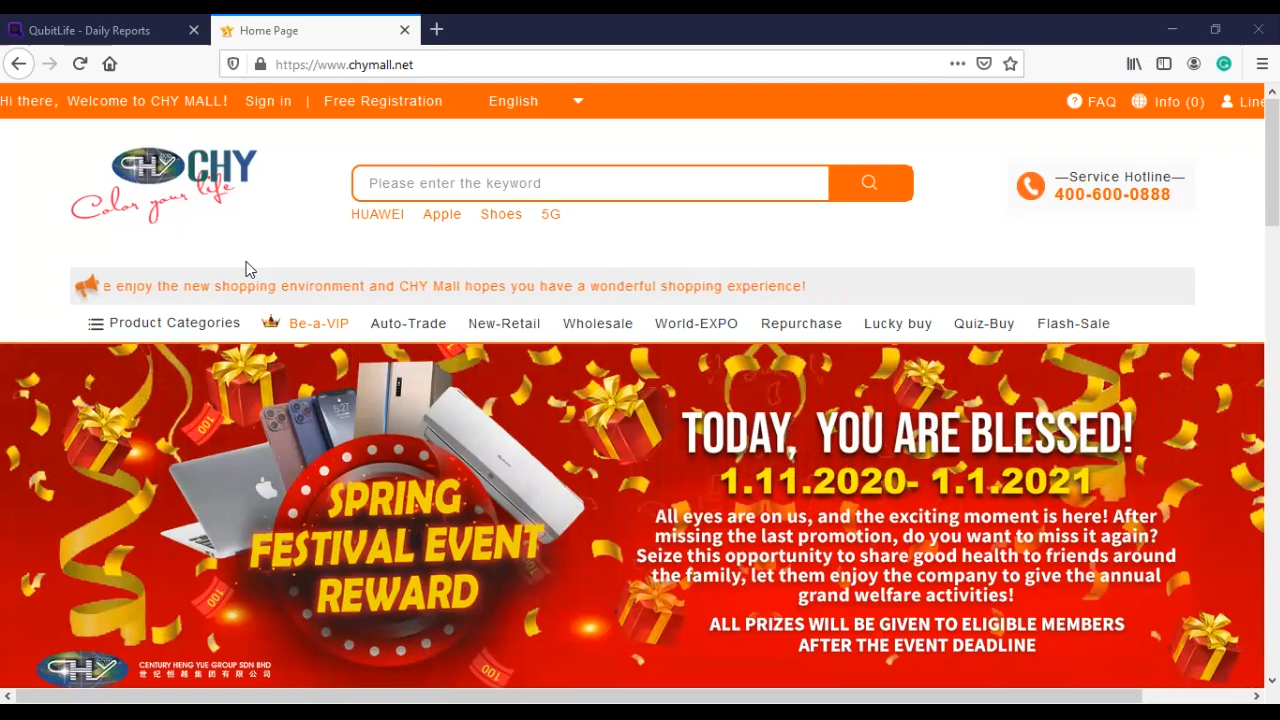 QubitLife - Daily Reports
Home Page
https://www.chymall.net
Hi there, Welcome to CHY MALL! Sign in | Free Registration English
FAQ Info (0) Line
CHY CHY
Color your life
Please enter the keyword
HUAWEI Apple Shoes 5G
—Service Hotline—
400-600-0888
e enjoy the new shopping environment and CHY Mall hopes you have a wonderful shopping experience!
Product Categories Be-a-VIP Auto-Trade New-Retail Wholesale World-EXPO Repurchase Lucky buy Quiz-Buy Flash-Sale
5:27
100
SPRING
FESTIVAL EVENT
REWARD
100
100
TODAY, YOU ARE BLESSED!
1.11.2020- 1.1.2021
All eyes are on us, and the exciting moment is here! After
missing the last promotion, do you want to miss it again?
Seize this opportunity to share good health to friends around
the family, let them enjoy the company to give the annual
grand welfare activities!
ALL PRIZES WILL BE GIVEN TO ELIGIBLE MEMBERS
AFTER THE EVENT DEADLINE
CHY
CENTURY HENG YUE GROUP SDN BHD
世纪恒越集团有限公司